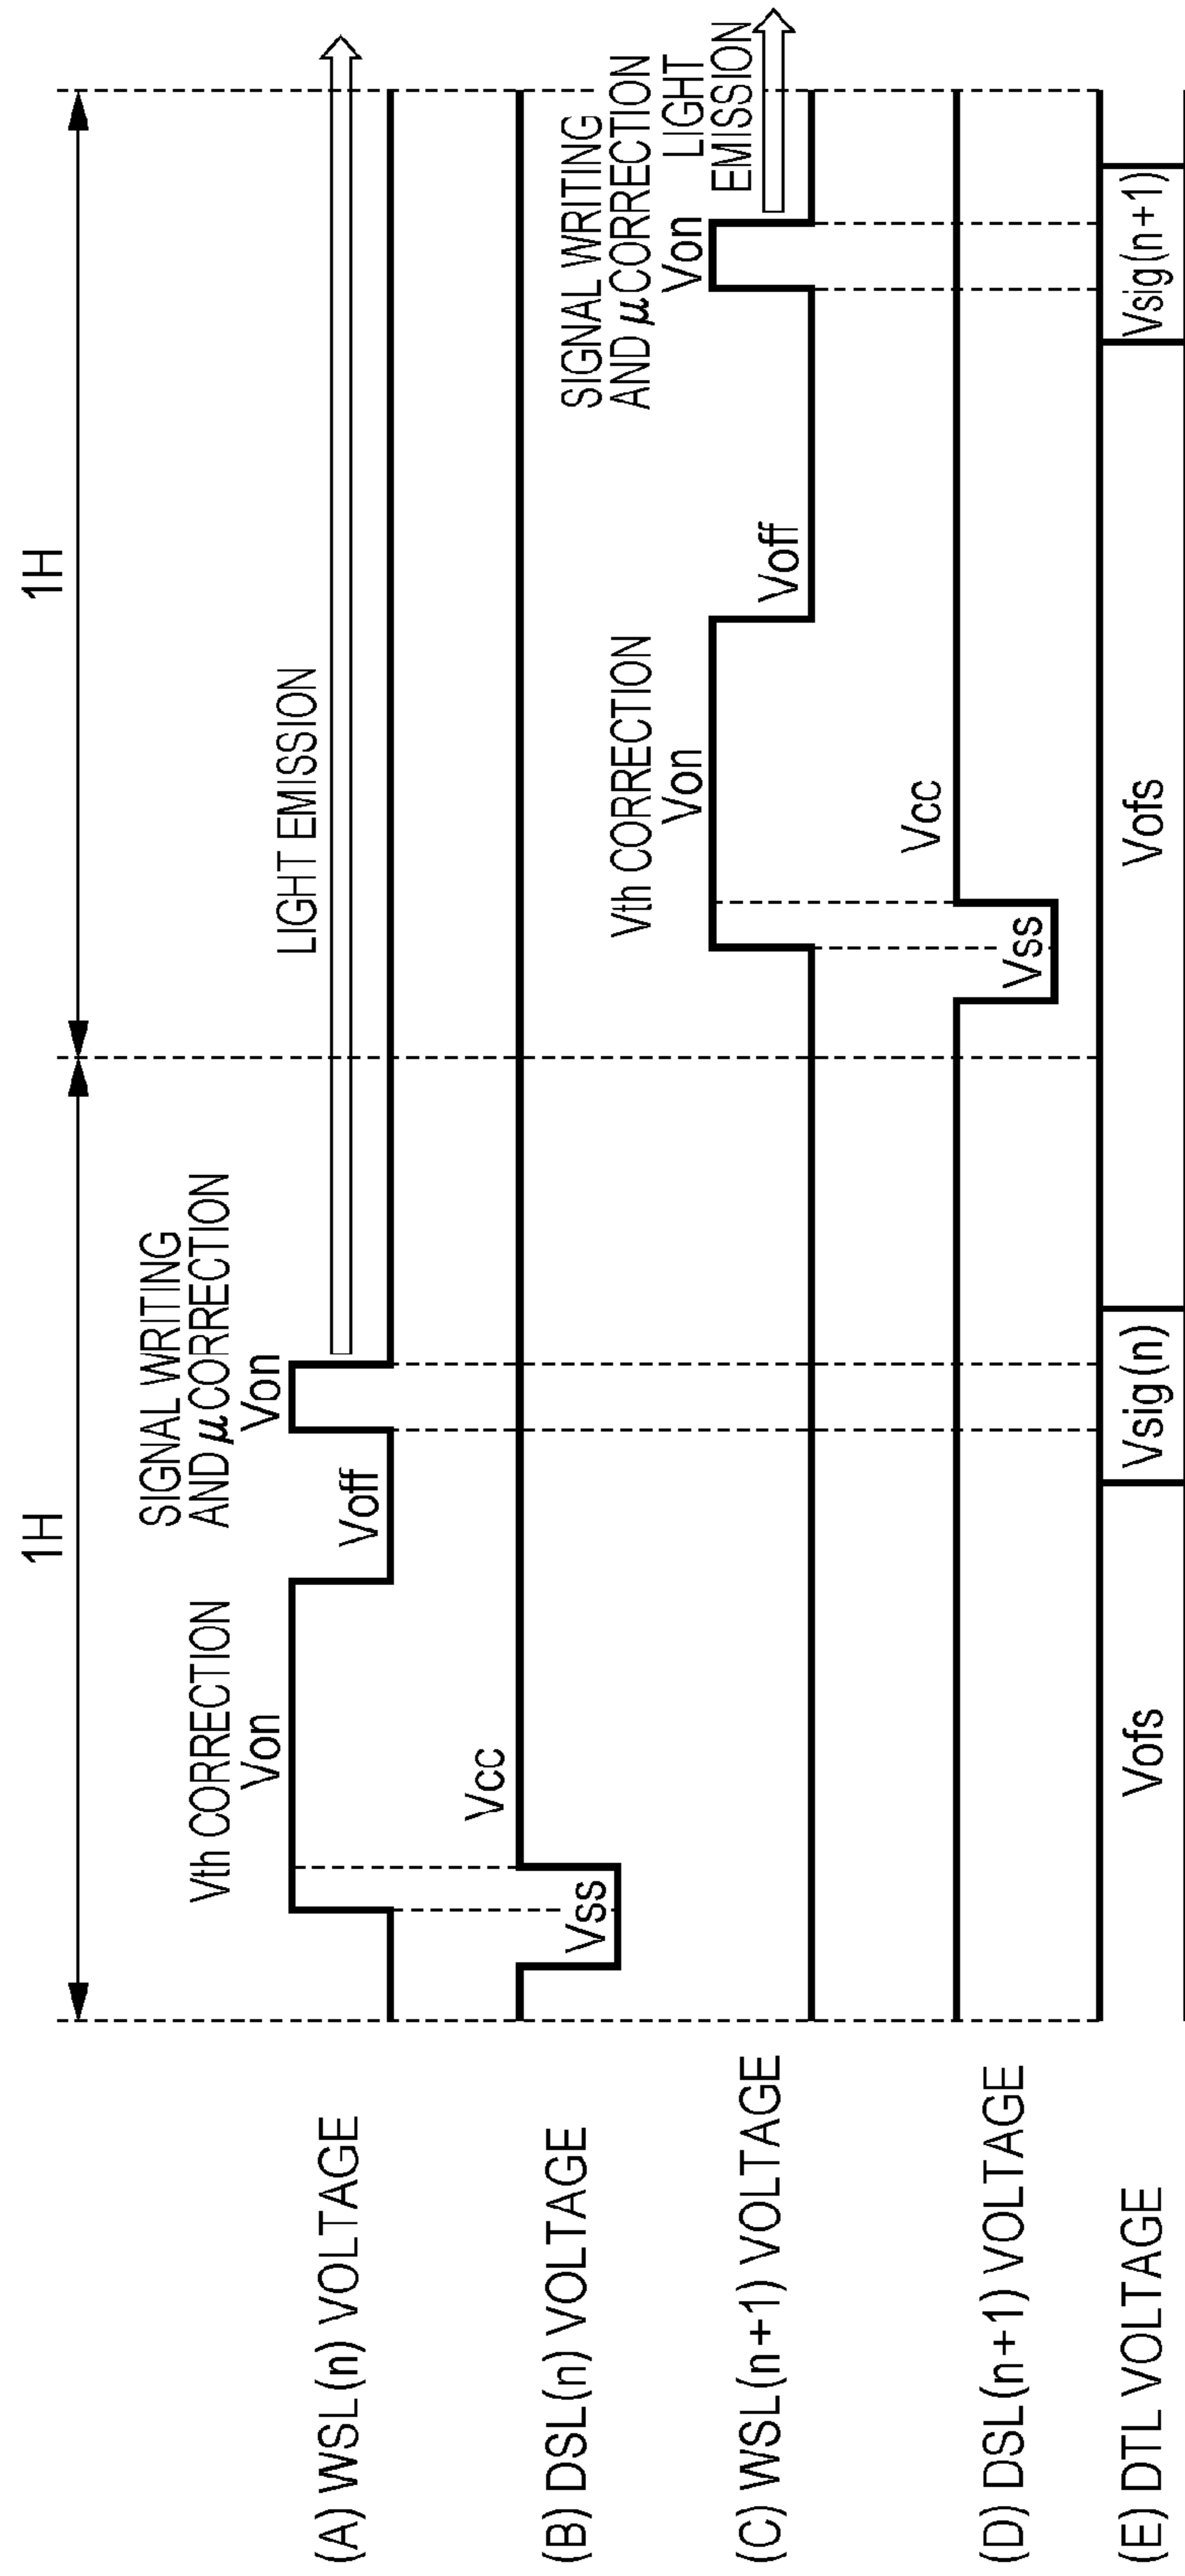 1H
1H
SIGNAL WRITING
AND μ CORRECTION
Vth CORRECTION
Von
Von
LIGHT EMISSION
Voff
(A) WSL(n) VOLTAGE
Vcc
Vss
(B) DSL(n) VOLTAGE
SIGNAL WRITING
AND μ CORRECTION
Vth CORRECTION
Von
Von
LIGHT
EMISSION
Voff
(C) WSL(n+1) VOLTAGE
Vcc
Vss
(D) DSL(n+1) VOLTAGE
(E) DTL VOLTAGE
Vofs
Vsig(n)
Vofs
Vsig(n+1)